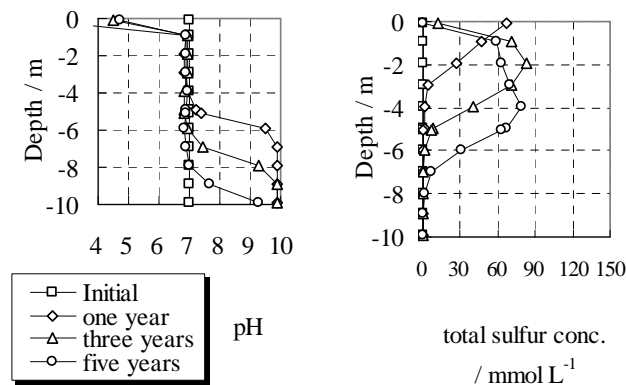 0
-2
-4
-6
-8
-10
Depth / m
4 5 6 7 8 9 10
pH
Initial
one year
three years
five years
0
-2
-4
-6
-8
-10
Depth / m
0 30 60 90 120 150
total sulfur conc.
/ mmol L⁻¹